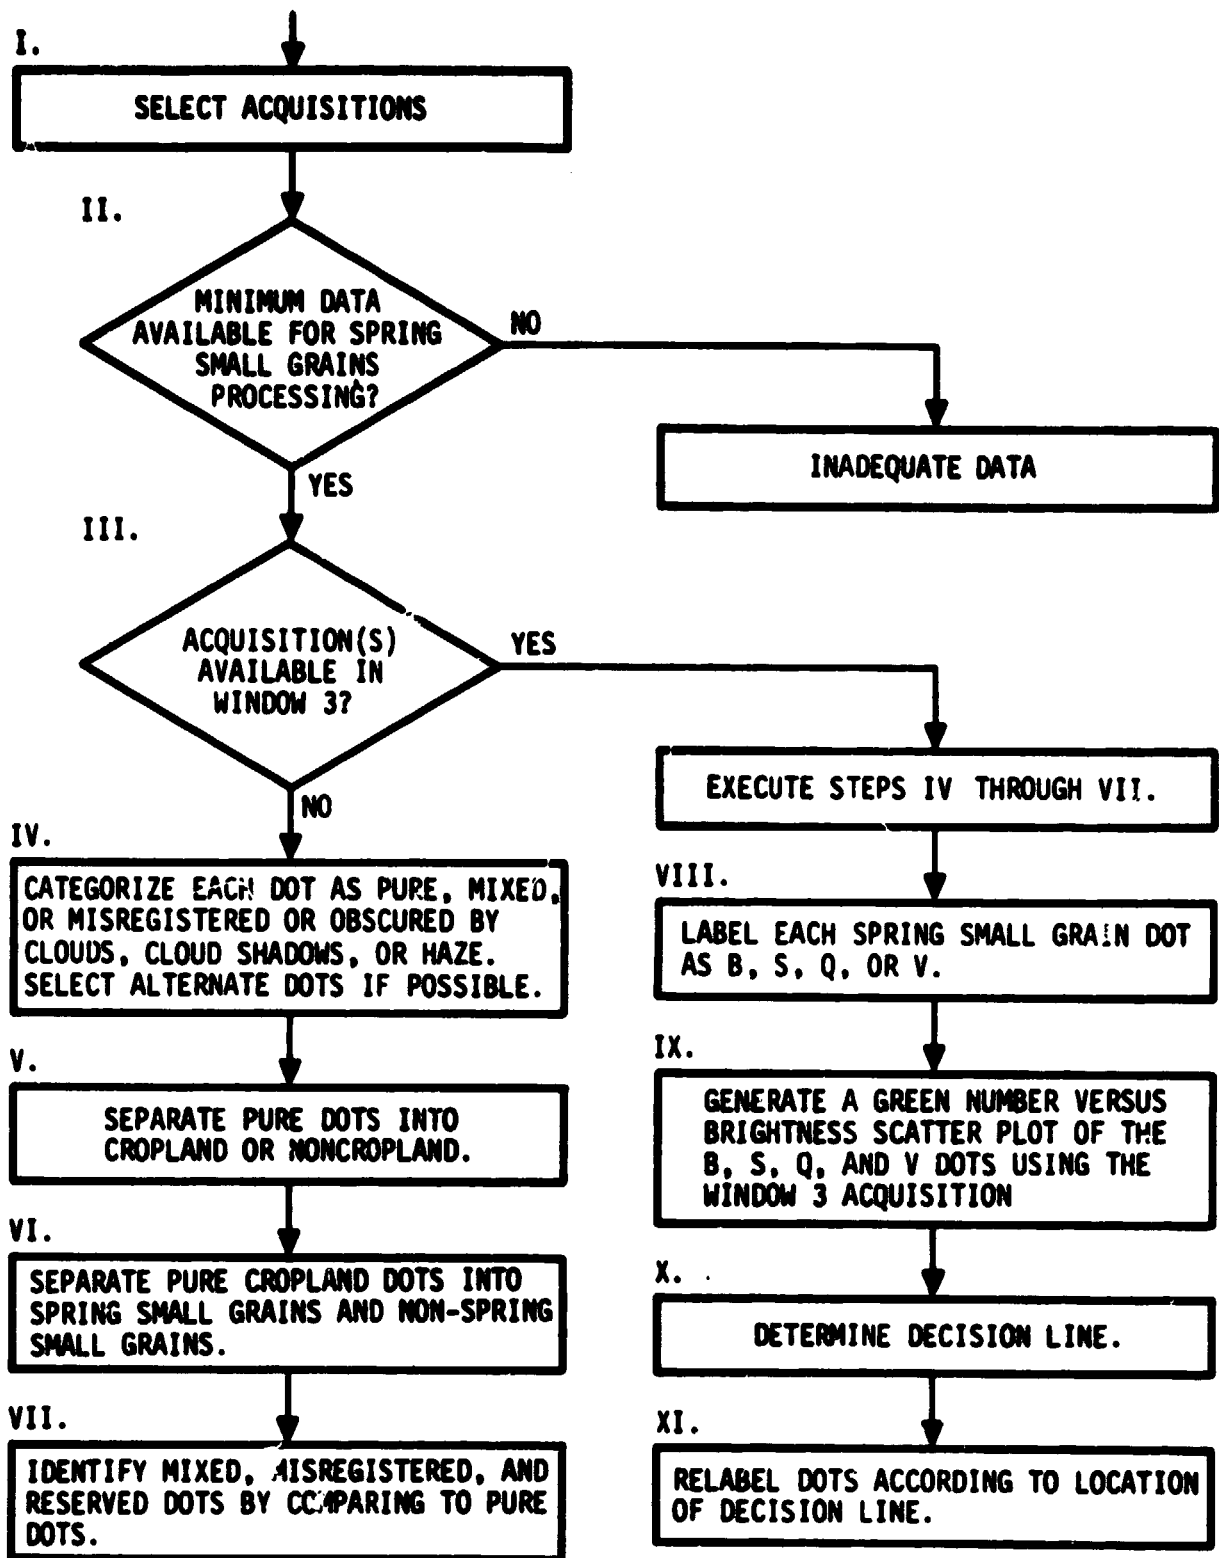 I.
SELECT ACQUISITIONS
II.
MINIMUM DATA
AVAILABLE FOR SPRING
SMALL GRAINS
PROCESSING?
NO
INADEQUATE DATA
YES
III.
ACQUISITION(S)
AVAILABLE IN
WINDOW 3?
YES
NO
EXECUTE STEPS IV THROUGH VII.
IV.
CATEGORIZE EACH DOT AS PURE, MIXED,
OR MISREGISTERED OR OBSCURED BY
CLOUDS, CLOUD SHADOWS, OR HAZE.
SELECT ALTERNATE DOTS IF POSSIBLE.
V.
SEPARATE PURE DOTS INTO
CROPLAND OR NONCROPLAND.
VI.
SEPARATE PURE CROPLAND DOTS INTO
SPRING SMALL GRAINS AND NON-SPRING
SMALL GRAINS.
VII.
IDENTIFY MIXED, MISREGISTERED, AND
RESERVED DOTS BY COMPARING TO PURE
DOTS.
VIII.
LABEL EACH SPRING SMALL GRAIN DOT
AS B, S, Q, OR V.
IX.
GENERATE A GREEN NUMBER VERSUS
BRIGHTNESS SCATTER PLOT OF THE
B, S, Q, AND V DOTS USING THE
WINDOW 3 ACQUISITION
X.
DETERMINE DECISION LINE.
XI.
RELABEL DOTS ACCORDING TO LOCATION
OF DECISION LINE.